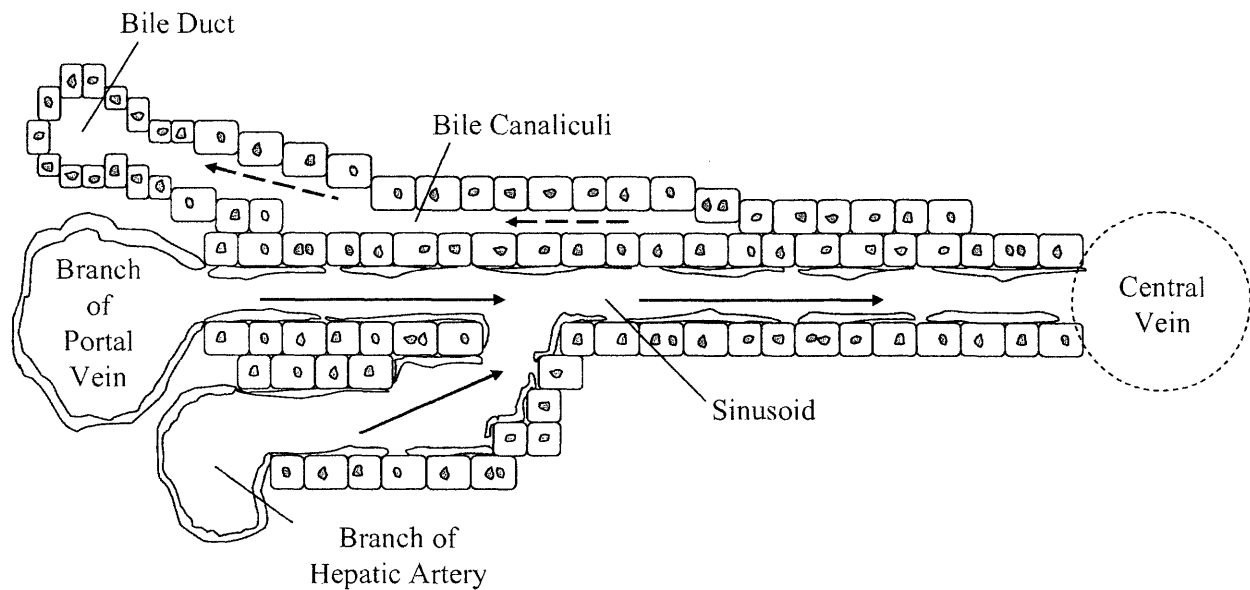 Bile Duct
Bile Canaliculi
Branch
of
Portal
Vein
Central
Vein
Sinusoid
Branch of
Hepatic Artery